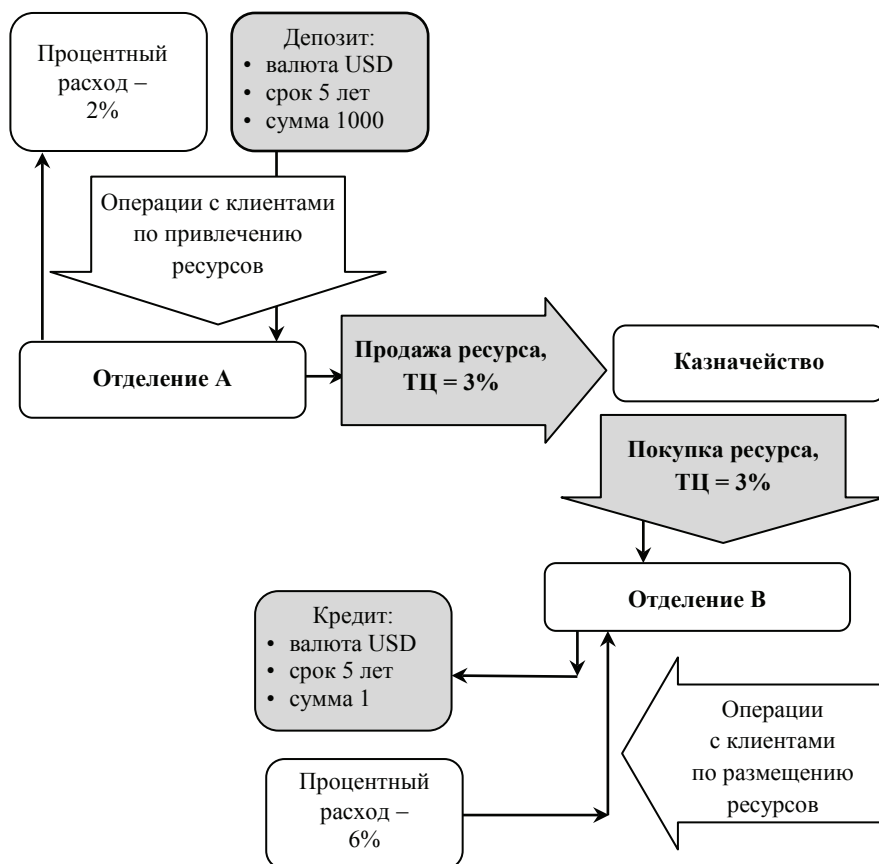 Процентный
расход –
2%
Депозит:
• валюта USD
• срок 5 лет
• сумма 1000
Операции с клиентами
по привлечению
ресурсов
Отделение А
Продажа ресурса,
ТЦ = 3%
Казначейство
Покупка ресурса,
ТЦ = 3%
Отделение В
Кредит:
• валюта USD
• срок 5 лет
• сумма 1
Операции
с клиентами
по размещению
ресурсов
Процентный
расход –
6%